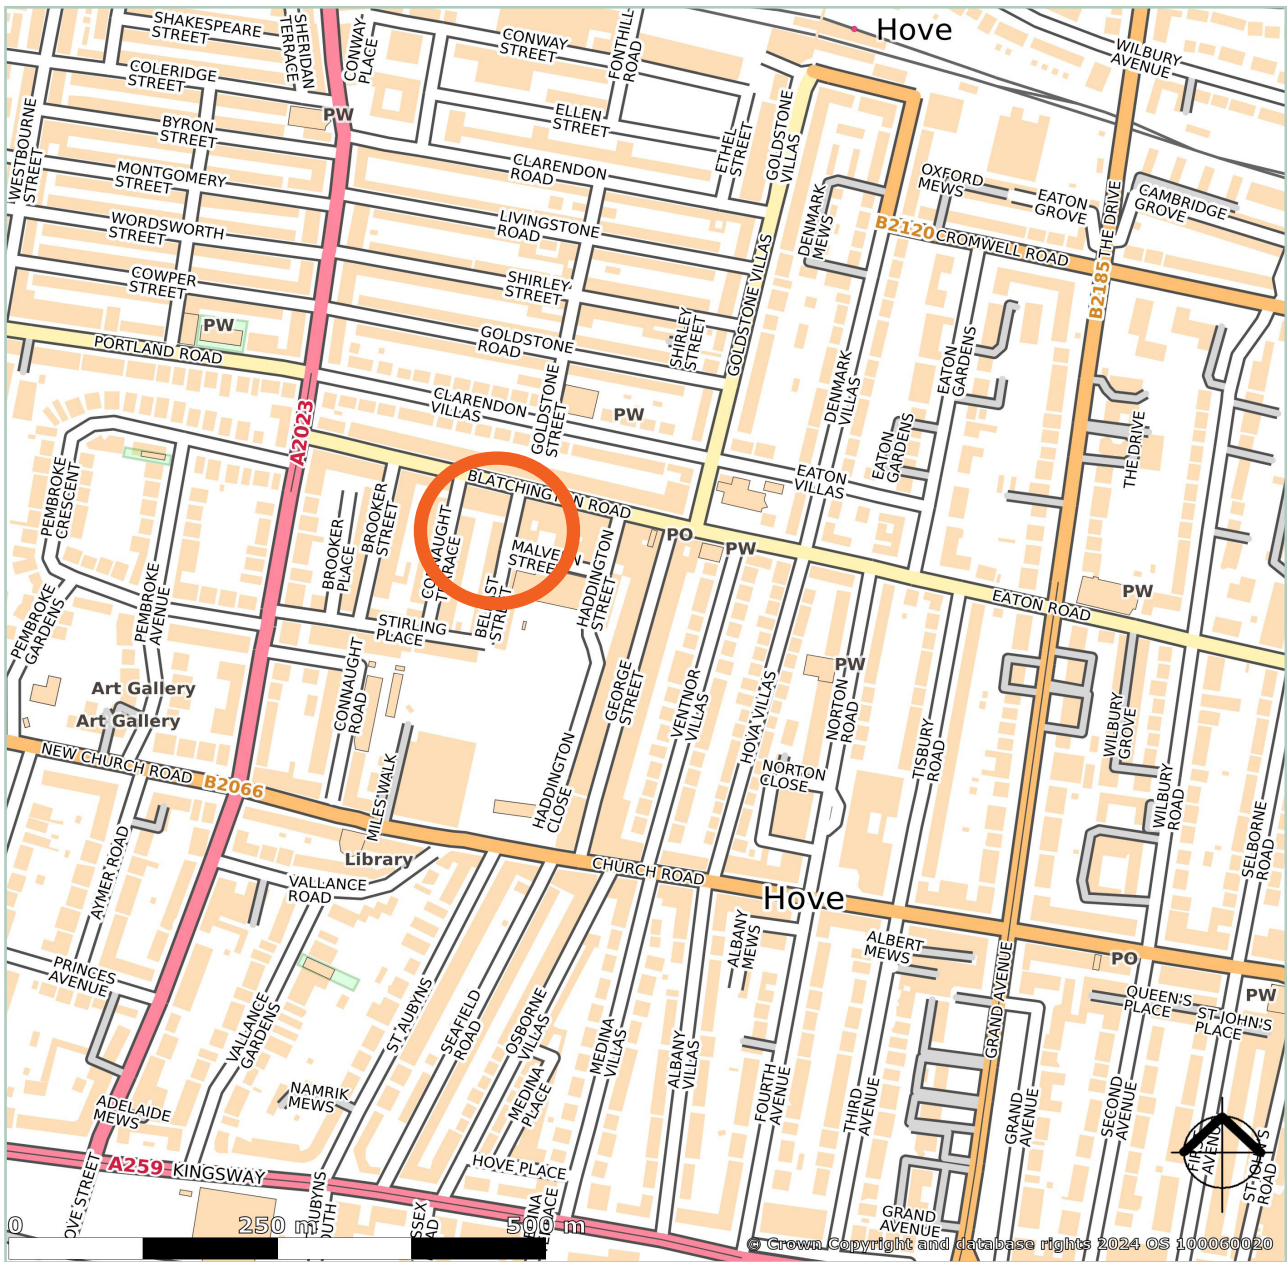 SHAKESPEARE
STREET
SHERIDAN
TERRACE
CONWAY
PLACE
CONWAY
STREET
FONTHILL
ROAD
Hove
WILBURY
AVENUE
COLERIDGE
STREET
PW
ELLEN
STREET
ETHEL
STREET
GOLDSTONE
VILLAS
BYRON
STREET
WESTBOURNE
STREET
MONTGOMERY
STREET
CLARENDON
ROAD
OXFORD
MEWS
EATON
GROVE
CAMBRIDGE
GROVE
WORDSWORTH
STREET
LIVINGSTONE
ROAD
DENMARK
MEWS
B2120
CROMWELL ROAD
THE DRIVE
B2185
COWPER
STREET
SHIRLEY
STREET
GOLDSTONE VILLAS
PW
PORTLAND ROAD
GOLDSTONE
ROAD
SHIRLEY
STREET
DENMARK
VILLAS
EATON
GARDENS
A2023
CLARENDON
VILLAS
GOLDSTONE
STREET
PW
EATON
GARDENS
THE DRIVE
PEMBROKE
CRESCENT
BROOKER
STREET
BROOKER
PLACE
BLATCHINGTON ROAD
EATON
VILLAS
CONNAUGHT
TERRACE
MALVERN
STREET
HADDINGTON
STREET
PO
PW
PW
EATON ROAD
PEMBROKE
GARDENS
PEMBROKE
AVENUE
BELFAST
STREET
STIRLING
PLACE
CONNAUGHT
ROAD
GEORGE
STREET
VENTNOR
VILLAS
HOVA VILLAS
PW
NORTON
ROAD
Art Gallery
Art Gallery
WILBURY
GROVE
TISBURY
ROAD
NEW CHURCH ROAD
B2066
MILES WALK
HADDINGTON
CLOSE
NORTON
CLOSE
WILBURY
ROAD
SELBORNE
ROAD
AYMER ROAD
Library
VALLANCE
ROAD
CHURCH ROAD
Hove
ALBANY
MEWS
ALBERT
MEWS
PO
PRINCES
AVENUE
VALLANCE
GARDENS
ST AUBYNS
SEAFIELD
ROAD
OSBORNE
VILLAS
MEDINA
VILLAS
ALBANY
VILLAS
GRAND AVENUE
QUEEN'S
PLACE
PW
ST JOHN'S
PLACE
ADELAIDE
MEWS
NAMRIK
MEWS
MEDINA
PLACE
FOURTH
AVENUE
THIRD
AVENUE
GRAND
AVENUE
SECOND
AVENUE
ST JOHN'S
ROAD
A259
KINGSWAY
HOVE PLACE
GRAND
AVENUE
0
250 m
500 m
© Crown Copyright and database rights 2024 OS 100060020